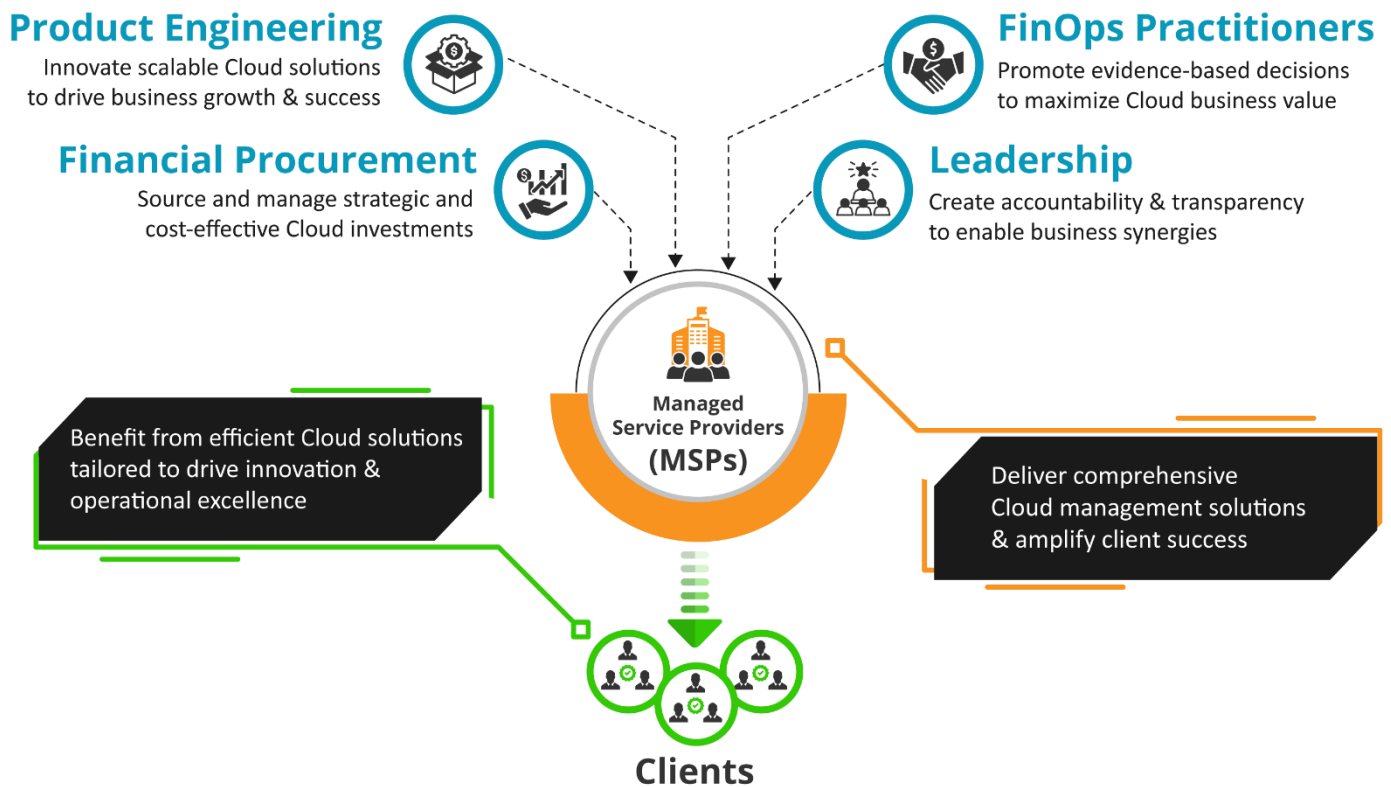 Product Engineering
Innovate scalable Cloud solutions
to drive business growth & success
FinOps Practitioners
Promote evidence-based decisions
to maximize Cloud business value
Financial Procurement
Source and manage strategic and
cost-effective Cloud investments
Leadership
Create accountability & transparency
to enable business synergies
Managed
Service Providers
(MSPs)
Benefit from efficient Cloud solutions
tailored to drive innovation &
operational excellence
Deliver comprehensive
Cloud management solutions
& amplify client success
Clients